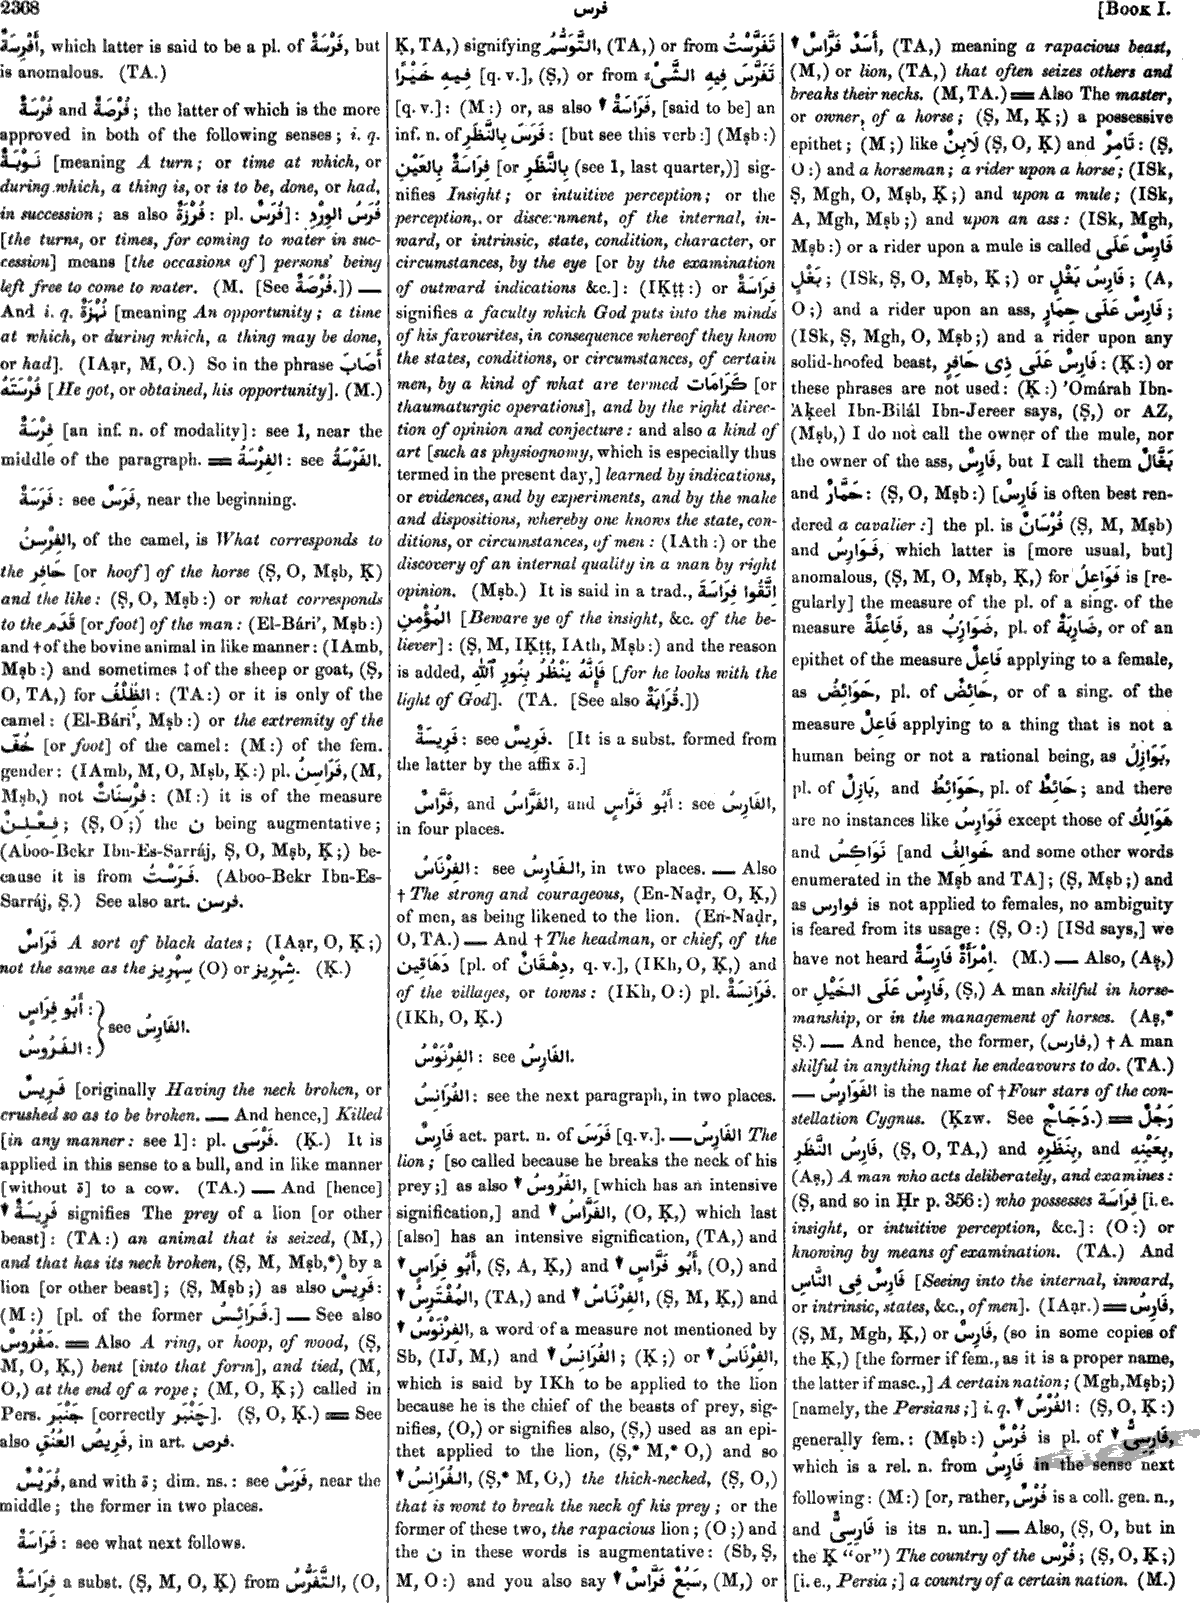 2368
فرس
[BOOK I.
أَفْرِسَةٌ, which latter is said to be a pl. of فَرْسَةٌ, but
is anomalous. (TA.)
فُرْسَةٌ and فُرْصَةٌ; the latter of which is the more
approved in both of the following senses; i. q.
نَوْبَةٌ [meaning A turn; or time at which, or
during which, a thing is, or is to be, done, or had,
in succession; as also فُرْزَةٌ: pl. فُرَسٌ]: فُرَسُ الوِرْدِ
[the turns, or times, for coming to water in suc-
cession] means [the occasions of] persons' being
left free to come to water. (M. [See فُرْصَةٌ.]) —
And i. q. نُهْزَةٌ [meaning An opportunity; a time
at which, or during which, a thing may be done,
or had]. (IAạr, M, O.) So in the phrase أَصَابَ
فُرْسَتَهُ [He got, or obtained, his opportunity]. (M.)
فِرْسَةٌ [an inf. n. of modality]: see 1, near the
middle of the paragraph. = الفِرْسَةُ: see الفَرْسَةُ.
فَرَسَةٌ: see فَرَسٌ, near the beginning.
الفِرْسِنُ, of the camel, is What corresponds to
the حَافِر [or hoof] of the horse (Ṣ, O, Mṣb, Ḳ)
and the like: (Ṣ, O, Mṣb:) or what corresponds
to the قَدَم [or foot] of the man: (El-Bári', Mṣb:)
and † of the bovine animal in like manner: (IAmb,
Mṣb:) and sometimes ‡ of the sheep or goat, (Ṣ,
O, TA,) for الظِّلْف: (TA:) or it is only of the
camel: (El-Bári', Mṣb:) or the extremity of the
خُفّ [or foot] of the camel: (M:) of the fem.
gender: (IAmb, M, O, Mṣb, Ḳ:) pl. فَرَاسِنُ, (M,
Mṣb,) not فِرْسِنَاتٌ: (M:) it is of the measure
فِعْلِنٌ; (Ṣ, O;) the ن being augmentative;
(Aboo-Bekr Ibn-Es-Sarráj, Ṣ, O, Mṣb, Ḳ;) be-
cause it is from فَرَسْتُ. (Aboo-Bekr Ibn-Es-
Sarráj, Ṣ.) See also art. فرسن.
فَرَاسٌ A sort of black dates; (IAạr, O, Ḳ;)
not the same as the سِهْرِيز (O) or شِهْرِيز. (Ḳ.)
أَبُو فِرَاسٍ:
الفَرُوسُ:
see الفَارِسُ.
فَرِيسٌ [originally Having the neck broken, or
crushed so as to be broken. — And hence,] Killed
[in any manner: see 1]: pl. فَرْسَى. (Ḳ.) It is
applied in this sense to a bull, and in like manner
[without ة] to a cow. (TA.) — And [hence]
▼ فَرِيسَةٌ signifies The prey of a lion [or other
beast]: (TA:) an animal that is seized, (M,)
and that has its neck broken, (Ṣ, M, Mṣb,*) by a
lion [or other beast]; (Ṣ, Mṣb;) as also فَرِيسٌ:
(M:) [pl. of the former فَرَائِسُ.] — See also
مَفْرُوسٌ. = Also A ring, or hoop, of wood, (Ṣ,
M, O, Ḳ,) bent [into that form], and tied, (M,
O,) at the end of a rope; (M, O, Ḳ;) called in
Pers. جَنْبَر [correctly چَنْبَر]. (Ṣ, O, Ḳ.) = See
also فَرِيصُ العُنُقِ, in art. فرص.
فُرَيْسٌ, and with ة; dim. ns.: see فَرَسٌ, near the
middle; the former in two places.
فَرَاسَةٌ: see what next follows.
فِرَاسَةٌ a subst. (Ṣ, M, O, Ḳ) from التَّفَرُّسُ, (O,
Ḳ, TA,) signifying التَّوَسُّمُ, (TA,) or from تَفَرَّسْتُ
فِيهِ خَيْرًا [q. v.], (Ṣ,) or from تَفَرَّسَ فِيهِ الشَّىْءَ
[q. v.]: (M:) or, as also ▼ فَرَاسَةٌ, [said to be] an
inf. n. of فَرَسَ بِالنَّظَرِ: [but see this verb:] (Mṣb:)
فِرَاسَةٌ بِالعَيْنِ [or بِالنَّظَرِ (see 1, last quarter,)] sig-
nifies Insight; or intuitive perception; or the
perception, or discernment, of the internal, in-
ward, or intrinsic, state, condition, character, or
circumstances, by the eye [or by the examination
of outward indications &c.]: (IḲṭṭ:) or فِرَاسَةٌ
signifies a faculty which God puts into the minds
of his favourites, in consequence whereof they know
the states, conditions, or circumstances, of certain
men, by a kind of what are termed كَرَامَات [or
thaumaturgic operations], and by the right direc-
tion of opinion and conjecture: and also a kind of
art [such as physiognomy, which is especially thus
termed in the present day,] learned by indications,
or evidences, and by experiments, and by the make
and dispositions, whereby one knows the state, con-
ditions, or circumstances, of men: (IAth:) or the
discovery of an internal quality in a man by right
opinion. (Mṣb.) It is said in a trad., اِتَّقُوا فِرَاسَةَ
المُؤْمِنِ [Beware ye of the insight, &c. of the be-
liever]: (Ṣ, M, IḲṭṭ, IAth, Mṣb:) and the reason
is added, فَإِنَّهُ يَنْظُرُ بِنُورِ ٱللّٰهِ [for he looks with the
light of God]. (TA. [See also قُرَابَةٌ.])
فَرِيسَةٌ: see فَرِيسٌ. [It is a subst. formed from
the latter by the affix ة.]
فَرَّاسٌ, and الفَرَّاسُ, and أَبُو فَرَّاسٍ: see الفَارِسُ,
in four places.
الفِرْنَاسُ: see الفَارِسُ, in two places. — Also
† The strong and courageous, (En-Naḍr, O, Ḳ,)
of men, as being likened to the lion. (En-Naḍr,
O, TA.) — And † The headman, or chief, of the
دَهَاقِين [pl. of دِهْقَانٌ, q. v.], (IKh, O, Ḳ,) and
of the villages, or towns: (IKh, O:) pl. فَرَانِسَةٌ.
(IKh, O, Ḳ.)
الفِرْنَوْسُ: see الفَارِسُ.
الفُرَانِسُ: see the next paragraph, in two places.
فَارِسٌ act. part. n. of فَرَسَ [q. v.]. — الفَارِسُ The
lion; [so called because he breaks the neck of his
prey;] as also ▼ الفَرُوسُ, [which has an intensive
signification,] and ▼ الفَرَّاسُ, (O, Ḳ,) which last
[also] has an intensive signification, (TA,) and
▼ أَبُو فِرَاسٍ, (Ṣ, A, Ḳ,) and ▼ أَبُو فَرَّاسٍ, (O,) and
▼ المُفْتَرِسُ, (TA,) and ▼ الفِرْنَاسُ, (Ṣ, M, Ḳ,) and
▼ الفِرْنَوْسُ, a word of a measure not mentioned by
Sb, (IJ, M,) and ▼ الفُرَانِسُ; (Ḳ;) or ▼ الفِرْنَاسُ,
which is said by IKh to be applied to the lion
because he is the chief of the beasts of prey, sig-
nifies, (O,) or signifies also, (Ṣ,) used as an epi-
thet applied to the lion, (Ṣ,* M,* O,) and so
▼ الفُرَانِسُ, (Ṣ,* M, O,) the thick-necked, (Ṣ, O,)
that is wont to break the neck of his prey; or the
former of these two, the rapacious lion; (O;) and
the ن in these words is augmentative: (Sb, Ṣ,
M, O:) and you also say ▼ سَبُعٌ فَرَّاسٌ, (M,) or
▼ أَسَدٌ فَرَّاسٌ, (TA,) meaning a rapacious beast,
(M,) or lion, (TA,) that often seizes others and
breaks their necks. (M, TA.) = Also The master,
or owner, of a horse; (Ṣ, M, Ḳ;) a possessive
epithet; (M;) like لَابِنٌ (Ṣ, O, Ḳ) and تَامِرٌ: (Ṣ,
O:) and a horseman; a rider upon a horse; (ISk,
Ṣ, Mgh, O, Mṣb, Ḳ;) and upon a mule; (ISk,
A, Mgh, Mṣb;) and upon an ass: (ISk, Mgh,
Mṣb:) or a rider upon a mule is called فَارِسٌ عَلَى
بَغْلٍ; (ISk, Ṣ, O, Mṣb, Ḳ;) or فَارِسُ بَغْلٍ; (A,
O;) and a rider upon an ass, فَارِسٌ عَلَى حِمَارٍ;
(ISk, Ṣ, Mgh, O, Mṣb;) and a rider upon any
solid-hoofed beast, فَارِسٌ عَلَى ذِى حَافِرٍ: (Ḳ:) or
these phrases are not used: (Ḳ:) 'Omárah Ibn-
'Aḳeel Ibn-Bilál Ibn-Jereer says, (Ṣ,) or AZ,
(Mṣb,) I do not call the owner of the mule, nor
the owner of the ass, فَارِسٌ, but I call them بَغَّالٌ
and حَمَّارٌ: (Ṣ, O, Mṣb:) [فَارِسٌ is often best ren-
dered a cavalier:] the pl. is فُرْسَانٌ (Ṣ, M, Mṣb)
and فَوَارِسُ, which latter is [more usual, but]
anomalous, (Ṣ, M, O, Mṣb, Ḳ,) for فَوَاعِلُ is [re-
gularly] the measure of the pl. of a sing. of the
measure فَاعِلَةٌ, as ضَوَارِبُ, pl. of ضَارِبَةٌ, or of an
epithet of the measure فَاعِلٌ applying to a female,
as حَوَائِضُ, pl. of حَائِضٌ, or of a sing. of the
measure فَاعِلٌ applying to a thing that is not a
human being or not a rational being, as بَوَازِلُ,
pl. of بَازِلٌ, and حَوَائِطُ, pl. of حَائِطٌ; and there
are no instances like فَوَارِس except those of هَوَالِكُ
and نَوَاكِسُ [and خَوَالِفُ and some other words
enumerated in the Mṣb and TA]; (Ṣ, Mṣb;) and
as فوارس is not applied to females, no ambiguity
is feared from its usage: (Ṣ, O:) [ISd says,] we
have not heard اِمْرَأَةٌ فَارِسَةٌ. (M.) — Also, (Aṣ,)
or فَارِسٌ عَلَى الخَيْلِ, (Ṣ,) A man skilful in horse-
manship, or in the management of horses. (Aṣ,*
Ṣ.) — And hence, the former, (فارس,) † A man
skilful in anything that he endeavours to do. (TA.)
— الفَوَارِسُ is the name of † Four stars of the con-
stellation Cygnus. (Ḳzw. See دَجَاجٌ.) = رَجُلٌ
فَارِسُ النَّظَرِ, (Ṣ, O, TA,) and بِنَظَرِهِ, and بِعَيْنِهِ,
(Aṣ,) A man who acts deliberately, and examines:
(Ṣ, and so in Ḥr p. 356:) who possesses فِرَاسَة [i. e.
insight, or intuitive perception, &c.]: (O:) or
knowing by means of examination. (TA.) And
فَارِسٌ فِى النَّاسِ [Seeing into the internal, inward,
or intrinsic, states, &c., of men]. (IAạr.) = فَارِسُ,
(Ṣ, M, Mgh, Ḳ,) or فَارِسٌ, (so in some copies of
the Ḳ,) [the former if fem., as it is a proper name,
the latter if masc.,] A certain nation; (Mgh, Mṣb;)
[namely, the Persians;] i. q. ▼ الفُرْسُ: (Ṣ, O, Ḳ:)
generally fem.: (Mṣb:) فُرْسٌ is pl. of ▼ فَارِسِىٌّ,
which is a rel. n. from فَارِسُ in the sense next
following: (M:) [or, rather, فُرْسٌ is a coll. gen. n.,
and فَارِسِىٌّ is its n. un.] — Also, (Ṣ, O, but in
the Ḳ "or") The country of the فُرْس; (Ṣ, O, Ḳ;)
[i. e., Persia;] a country of a certain nation. (M.)